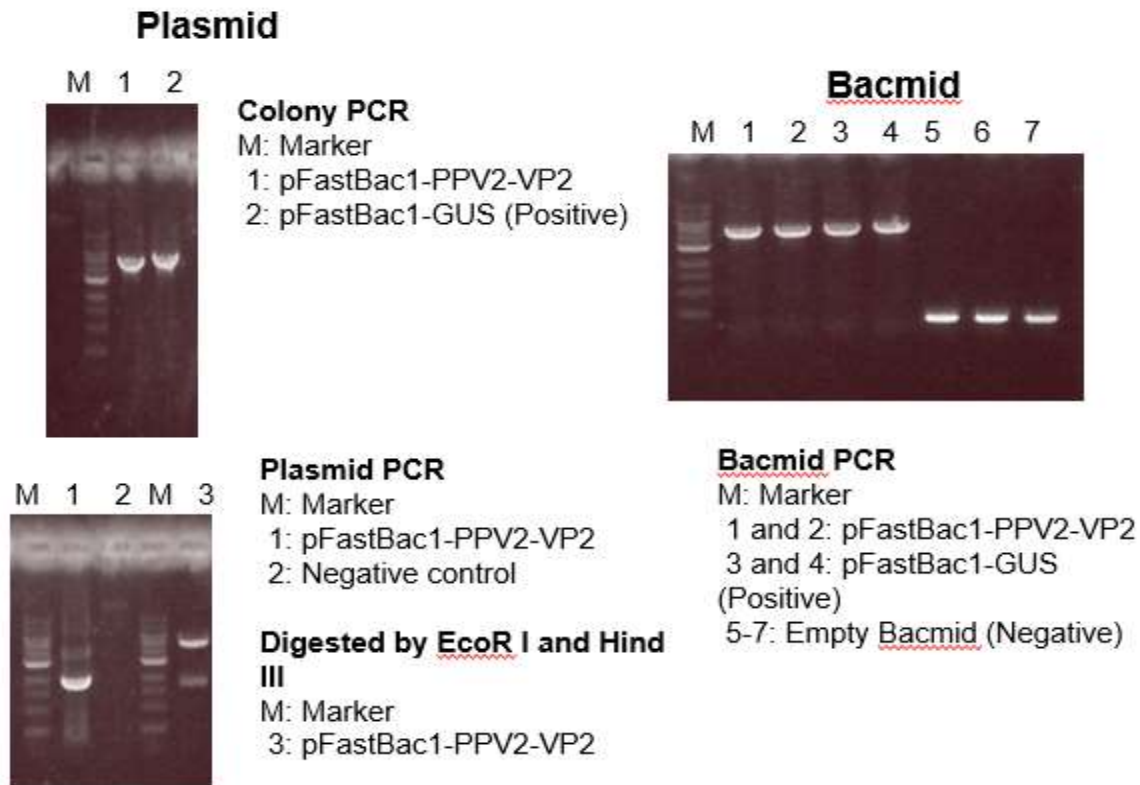 Plasmid
M 1 2
Colony PCR
M: Marker
1: pFastBac1-PPV2-VP2
2: pFastBac1-GUS (Positive)
Bacmid
M 1 2 3 4 5 6 7
M 1 2 M 3
Plasmid PCR
M: Marker
1: pFastBac1-PPV2-VP2
2: Negative control
Digested by EcoR I and Hind
III
M: Marker
3: pFastBac1-PPV2-VP2
Bacmid PCR
M: Marker
1 and 2: pFastBac1-PPV2-VP2
3 and 4: pFastBac1-GUS
(Positive)
5-7: Empty Bacmid (Negative)